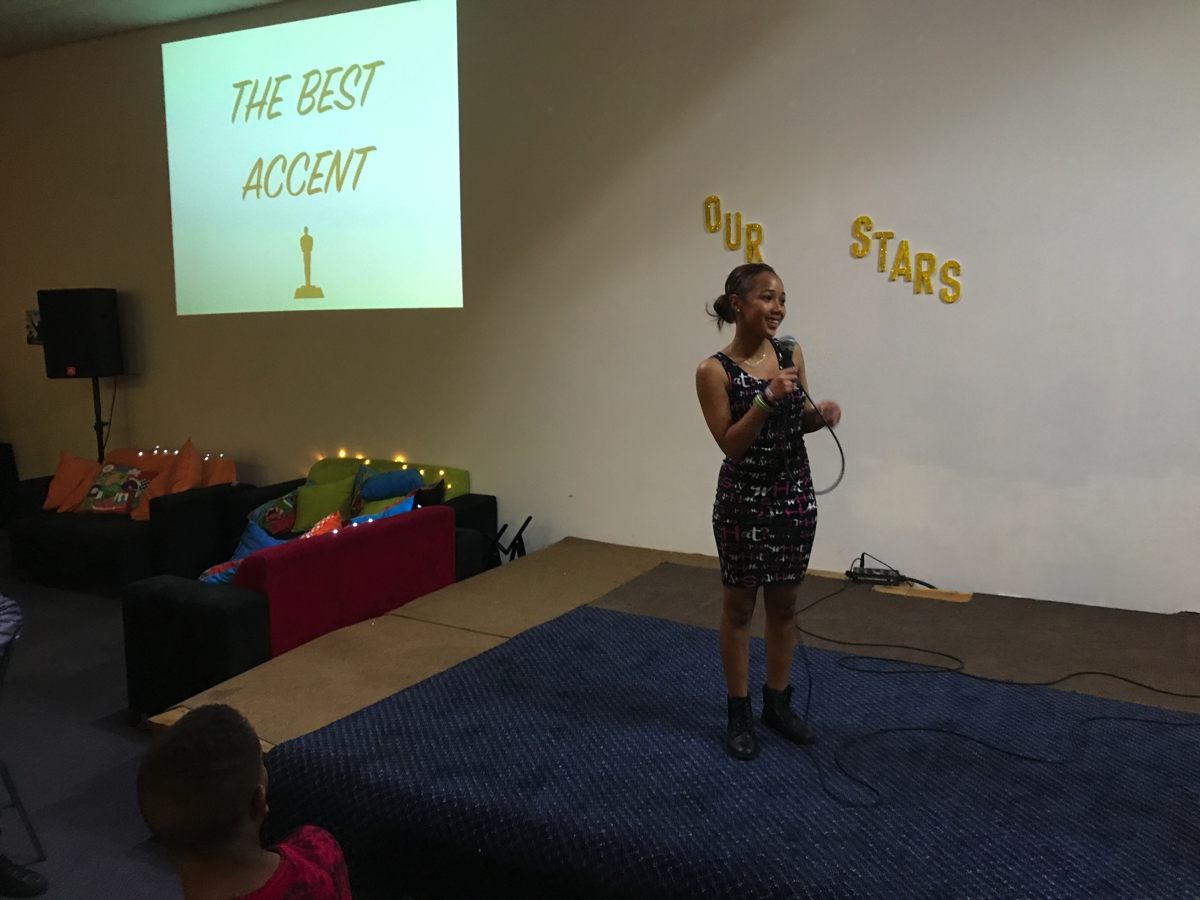 THE BEST
ACCENT
OUR STARS